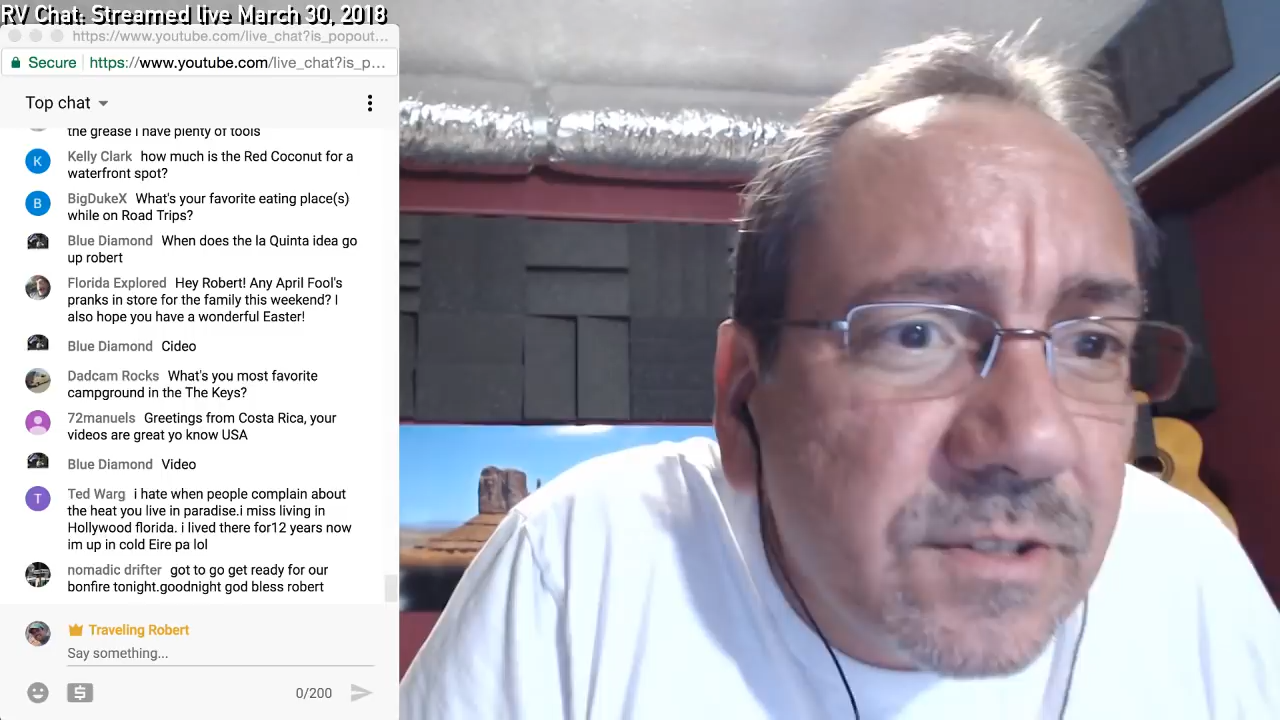 RV Chat. Streamed live March 30, 2018
https://www.youtube.com/live_chat?is_popout...
Secure
https://www.youtube.com/live_chat?is_p...
Top chat
the grease I have plenty of tools
K
Kelly Clark how much is the Red Coconut for a
waterfront spot?
B
BigDukeX What's your favorite eating place(s)
while on Road Trips?
Blue Diamond When does the la Quinta idea go
up robert
Florida Explored Hey Robert! Any April Fool's
pranks in store for the family this weekend? I
also hope you have a wonderful Easter!
Blue Diamond Cideo
Dadcam Rocks What's you most favorite
campground in the The Keys?
72manuels Greetings from Costa Rica, your
videos are great yo know USA
Blue Diamond Video
T
Ted Warg i hate when people complain about
the heat you live in paradise.i miss living in
Hollywood florida. i lived there for12 years now
im up in cold Eire pa lol
nomadic drifter got to go get ready for our
bonfire tonight.goodnight god bless robert
Traveling Robert
Say something...
$
0/200